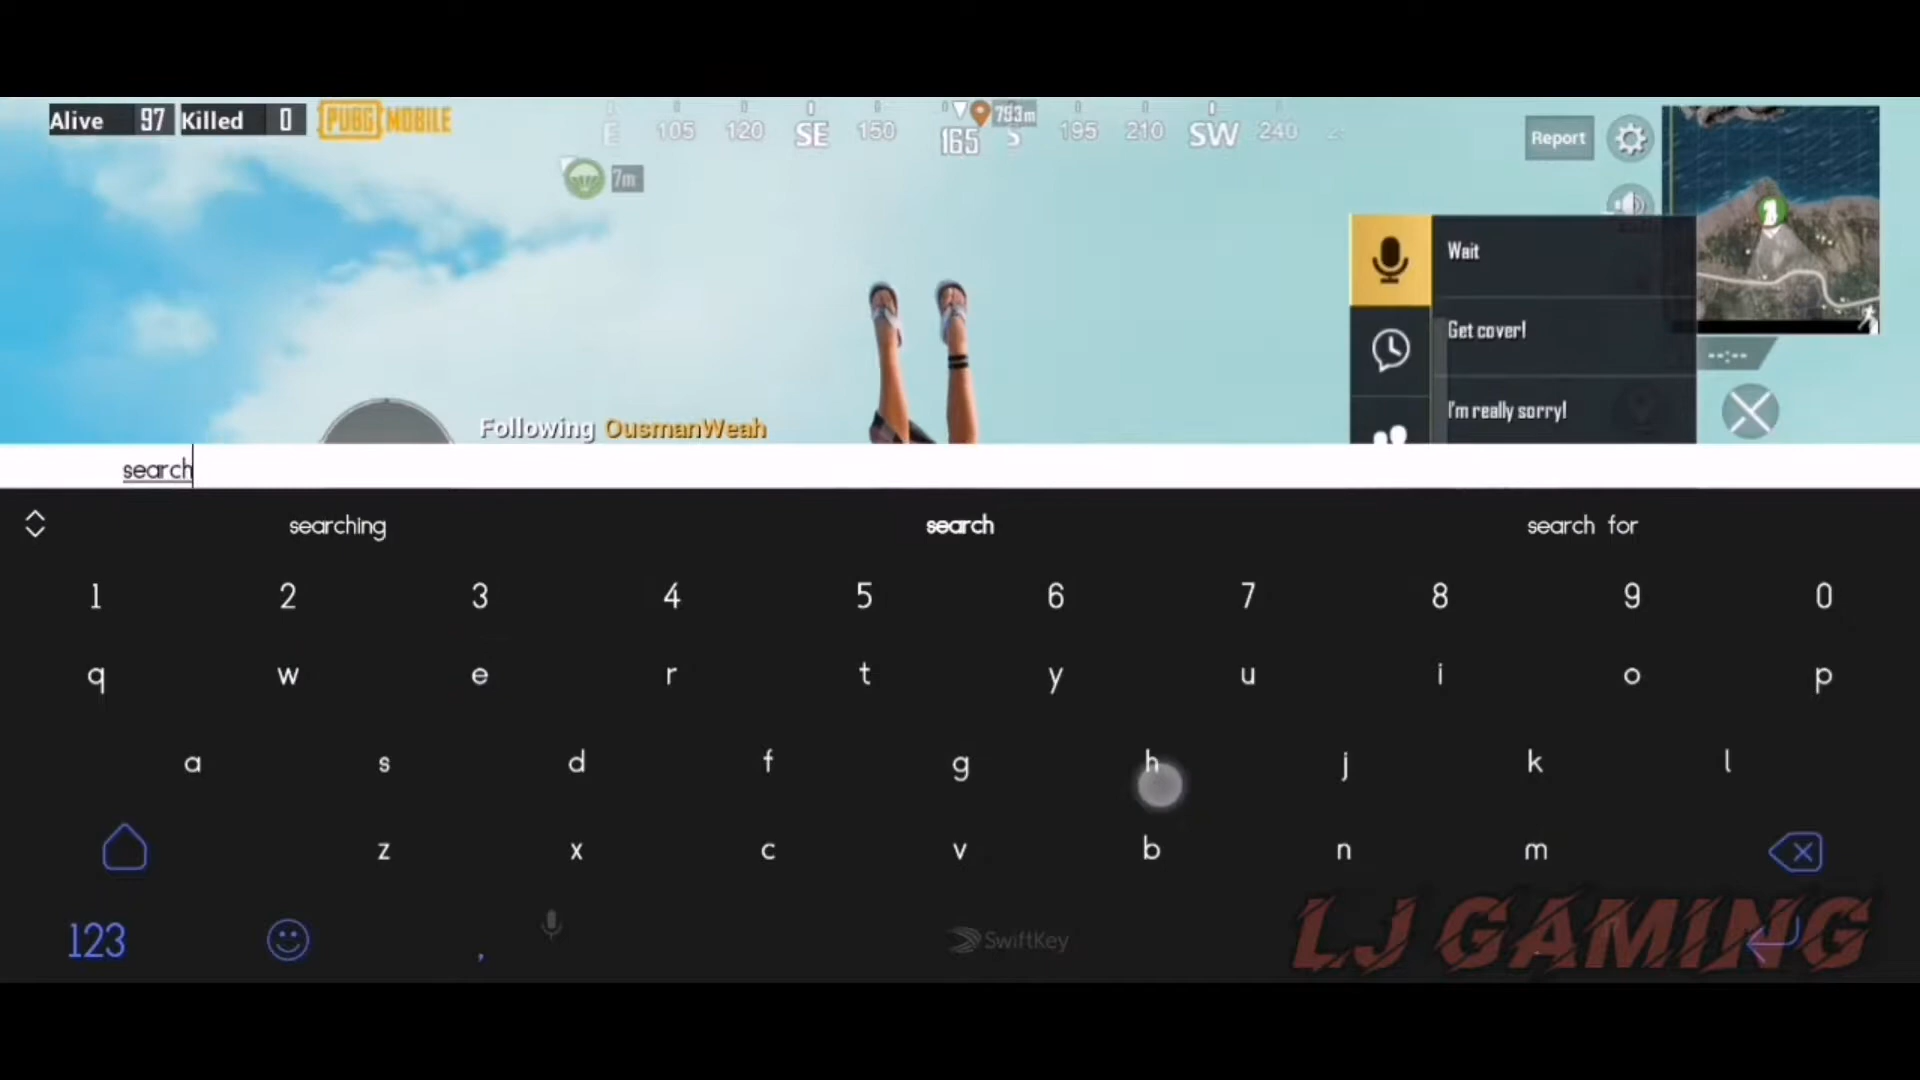 Alive 97 Killed 0 PUBG MOBILE
E 105 120 SE 150 165 S 195 210 SW 240
793m
7m
Report
Wait
Get cover!
I'm really sorry!
--:--
Following OusmanWeah
search
searching search search for
1 2 3 4 5 6 7 8 9 0
q w e r t y u i o p
a s d f g h j k l
z x c v b n m
123 , SwiftKey
LJ GAMING